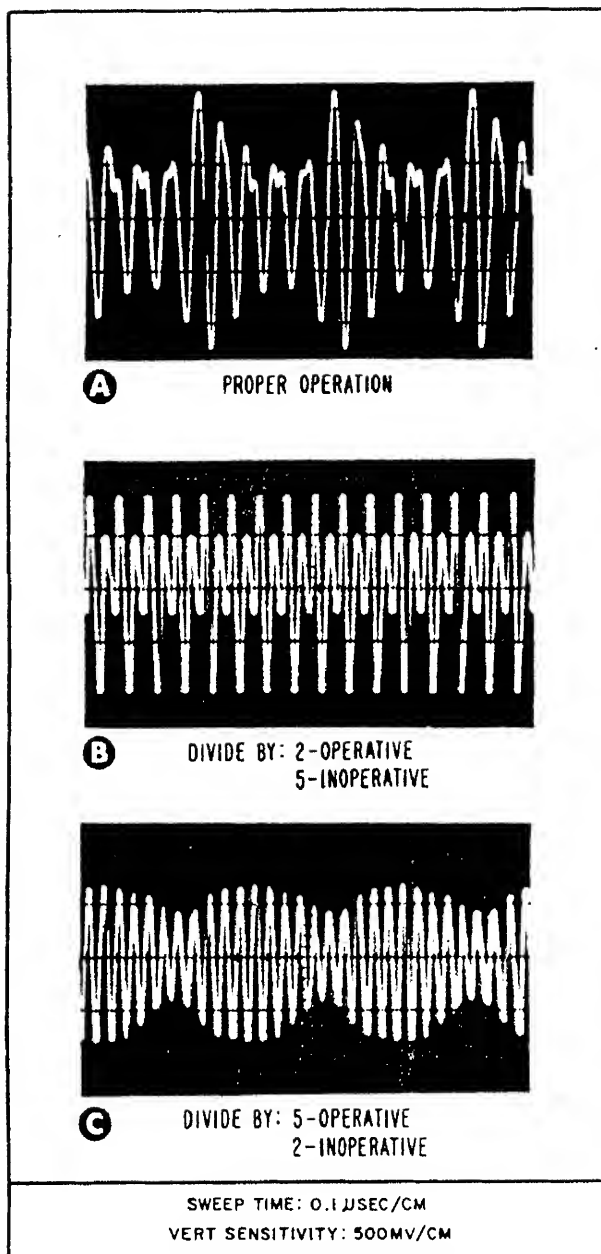 A PROPER OPERATION
B DIVIDE BY: 2-OPERATIVE
5-INOPERATIVE
C DIVIDE BY: 5-OPERATIVE
2-INOPERATIVE
SWEEP TIME: 0.1 µSEC/CM
VERT SENSITIVITY: 500MV/CM